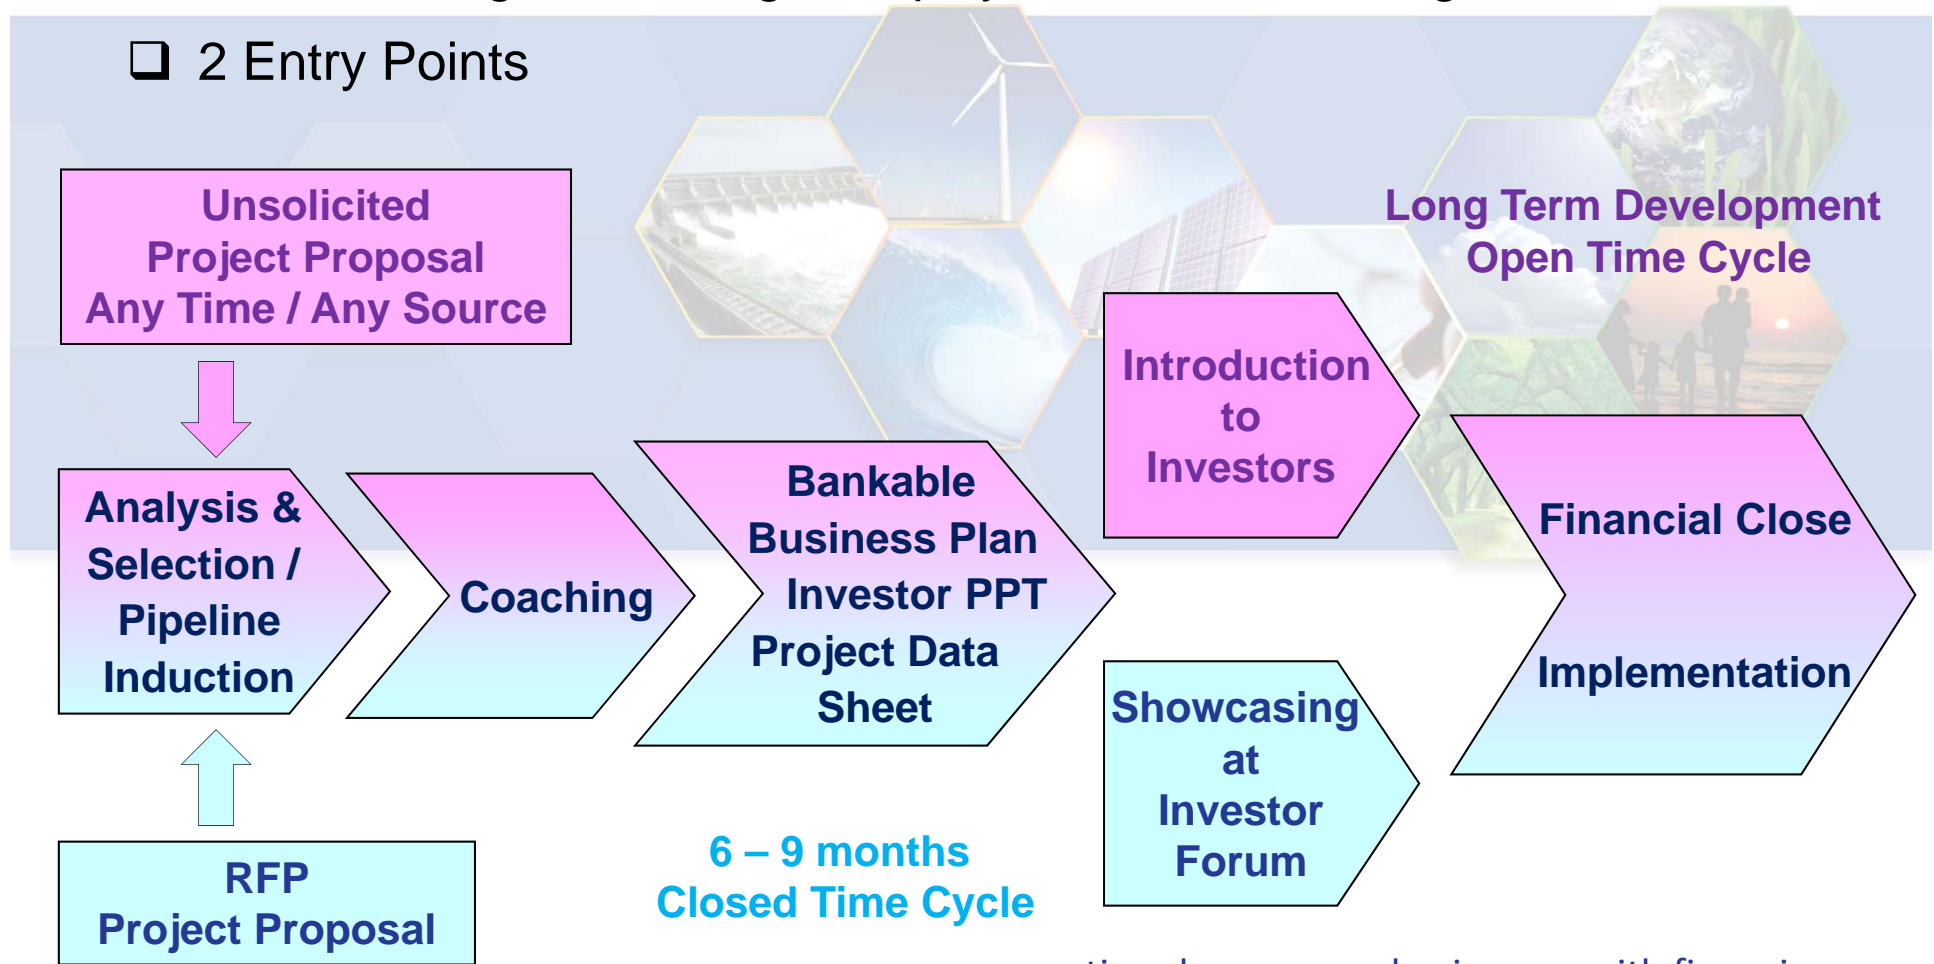 2 Entry Points
Unsolicited
Project Proposal
Any Time / Any Source
Long Term Development
Open Time Cycle
Analysis &
Selection /
Pipeline
Induction
Coaching
Bankable
Business Plan
Investor PPT
Project Data
Sheet
Introduction
to
Investors
Showcasing
at
Investor
Forum
Financial Close
Implementation
RFP
Project Proposal
6 – 9 months
Closed Time Cycle